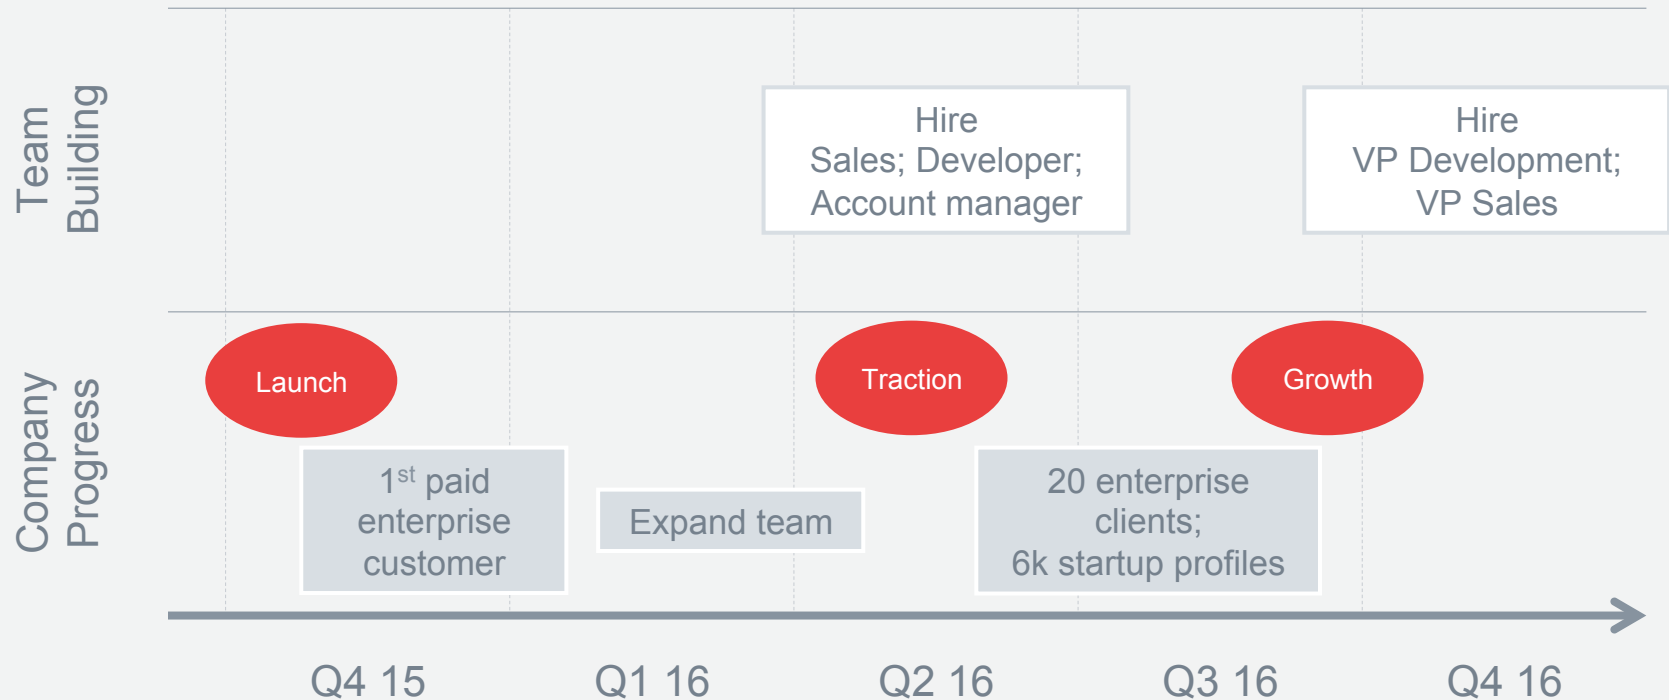 Team
Building
Hire
Sales; Developer;
Account manager
Hire
VP Development;
VP Sales
Company
Progress
Launch
Traction
Growth
1st paid
enterprise
customer
Expand team
20 enterprise
clients;
6k startup profiles
Q4 15
Q1 16
Q2 16
Q3 16
Q4 16